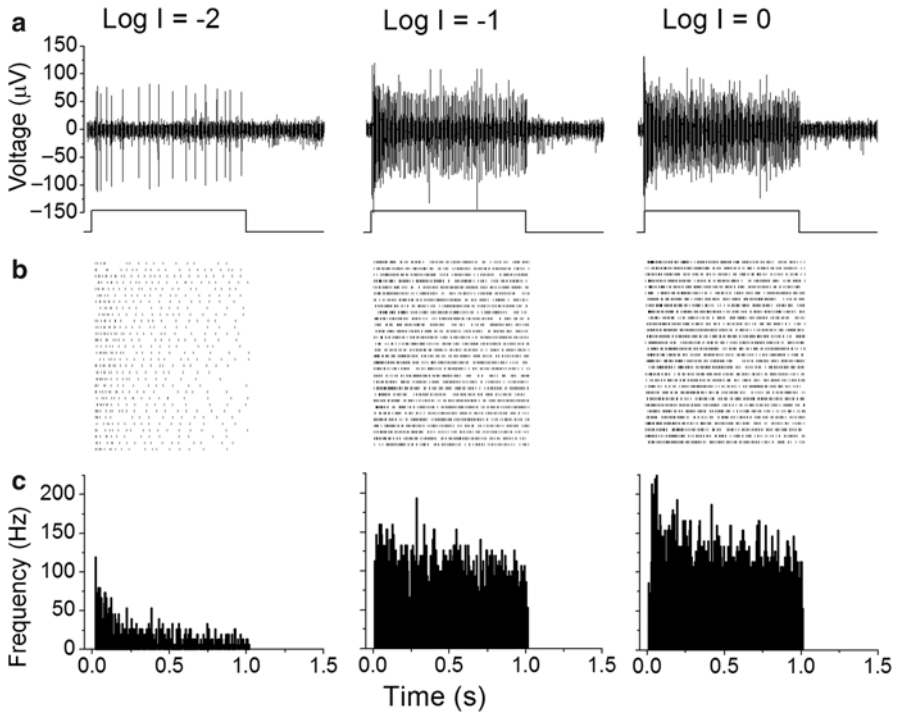 a Log I = -2 Log I = -1 Log I = 0
Voltage (µV)
150
100
50
0
−50
−100
−150
b
c
Frequency (Hz)
200
150
100
50
0
0.0 0.5 1.0 1.5 0.0 0.5 1.0 1.5 0.0 0.5 1.0 1.5
Time (s)